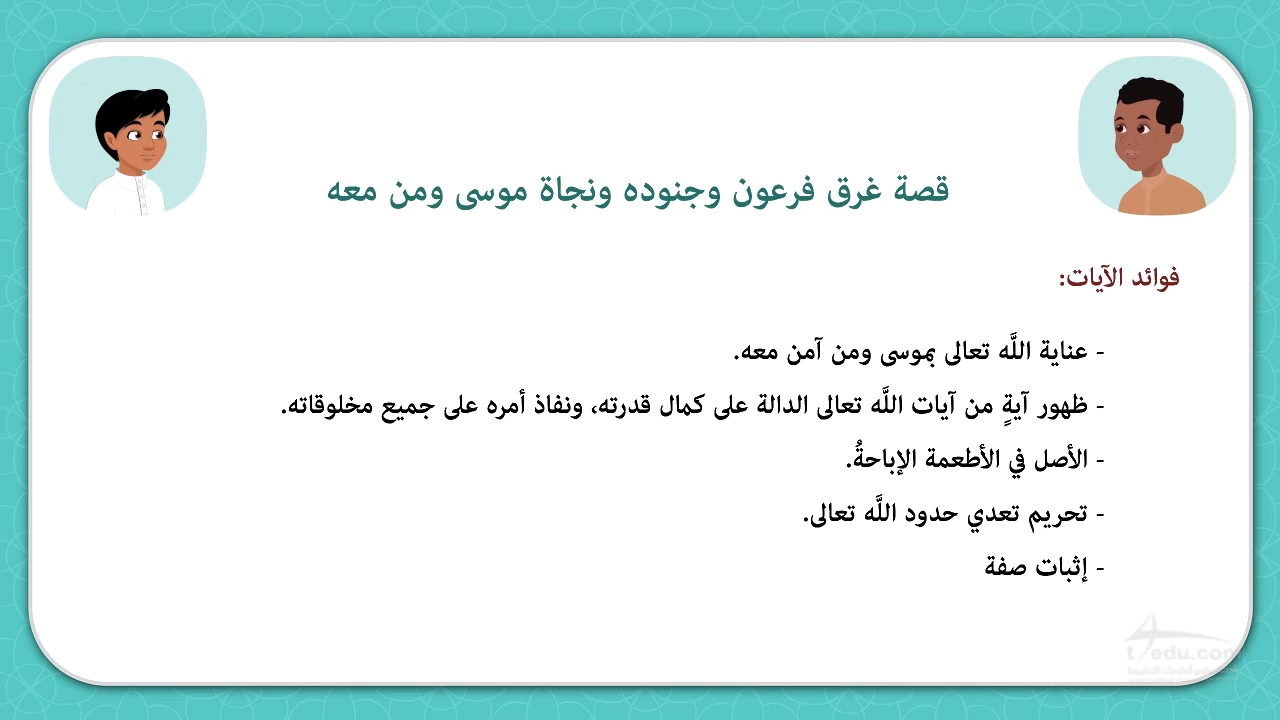 قصة غرق فرعون وجنوده ونجاة موسى ومن معه
فوائد الآيات:
- عناية اللَّه تعالى بموسى ومن آمن معه.
- ظهور آيةٍ من آيات اللَّه تعالى الدالة على كمال قدرته، ونفاذ أمره على جميع مخلوقاته.
- الأصل في الأطعمة الإباحةُ.
- تحريم تعدي حدود اللَّه تعالى.
- إثبات صفة
t4edu.com